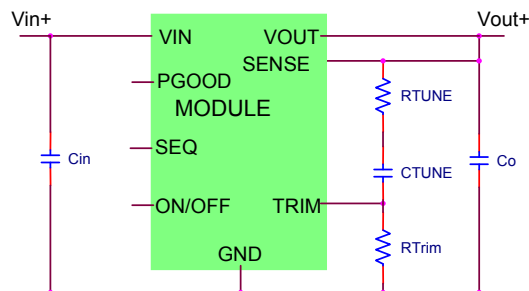 Vin+
Vout+
VIN
VOUT
SENSE
PGOOD
RTUNE
MODULE
SEQ
Cin
CTUNE
Co
ON/OFF
TRIM
RTrim
GND